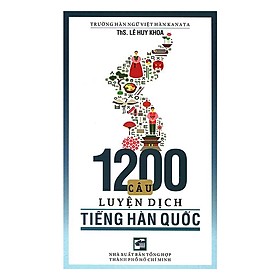 TRƯỜNG HÀN NGỮ VIỆT HÀN KANATA
ThS. LÊ HUY KHOA
1200
CÂU
LUYỆN DỊCH
TIẾNG HÀN QUỐC
NHÀ XUẤT BẢN TỔNG HỢP
THÀNH PHỐ HỒ CHÍ MINH